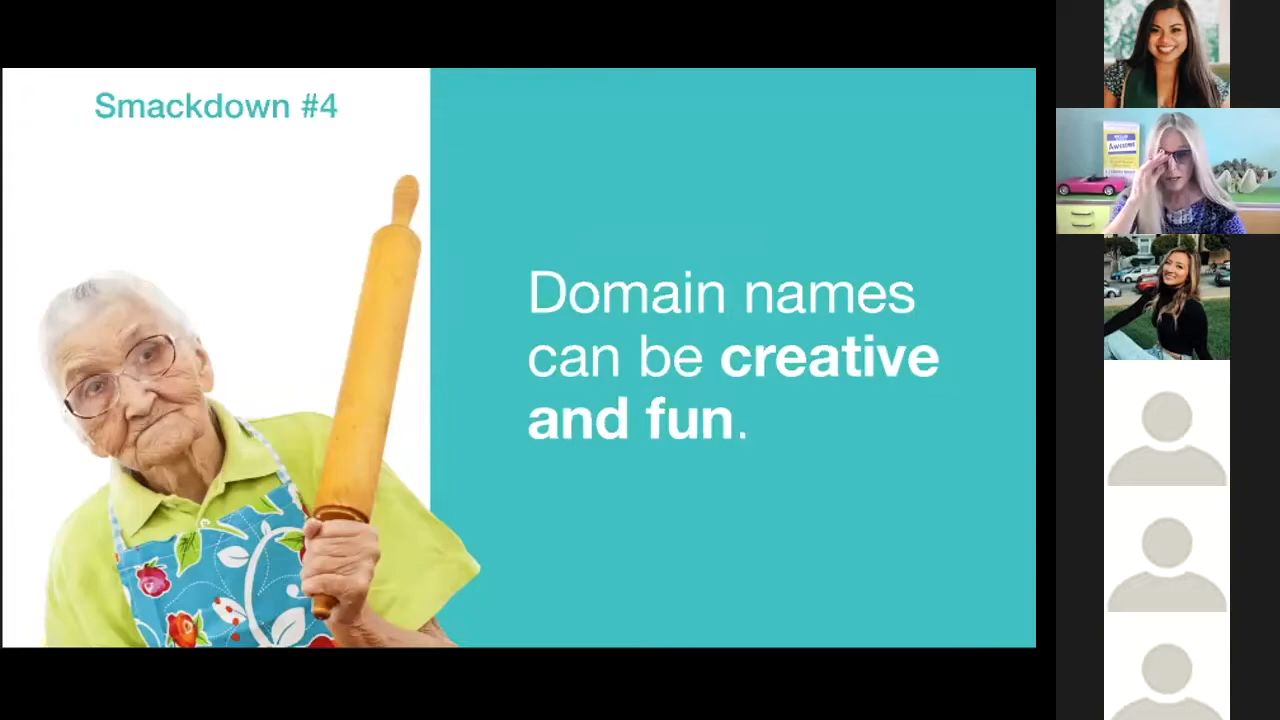 Smackdown #4
Domain names
can be creative
and fun.
Awesome